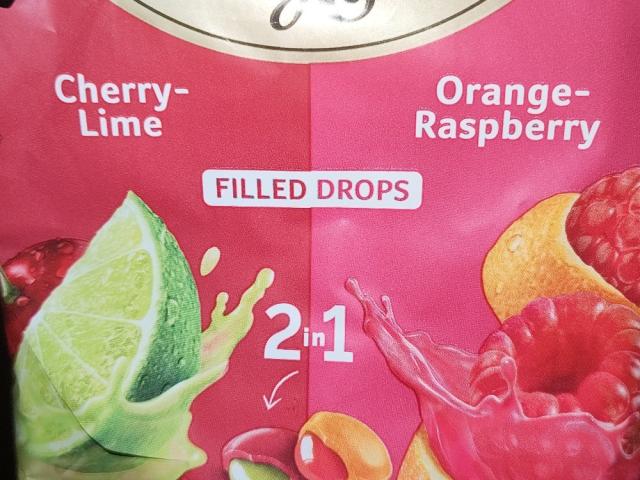 Cherry-
Lime
Orange-
Raspberry
FILLED DROPS
2in1